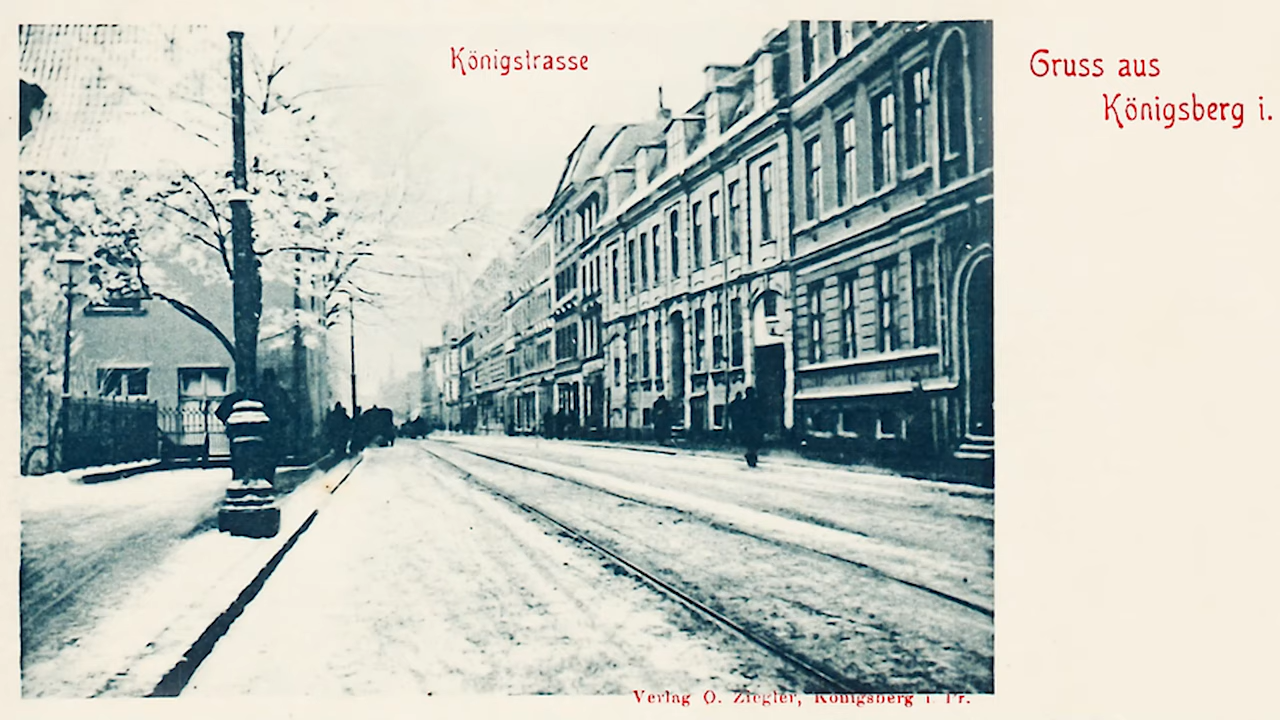 Königstrasse
Gruss aus
Königsberg i.
Verlag O. Ziegler, Königsberg i. Pr.